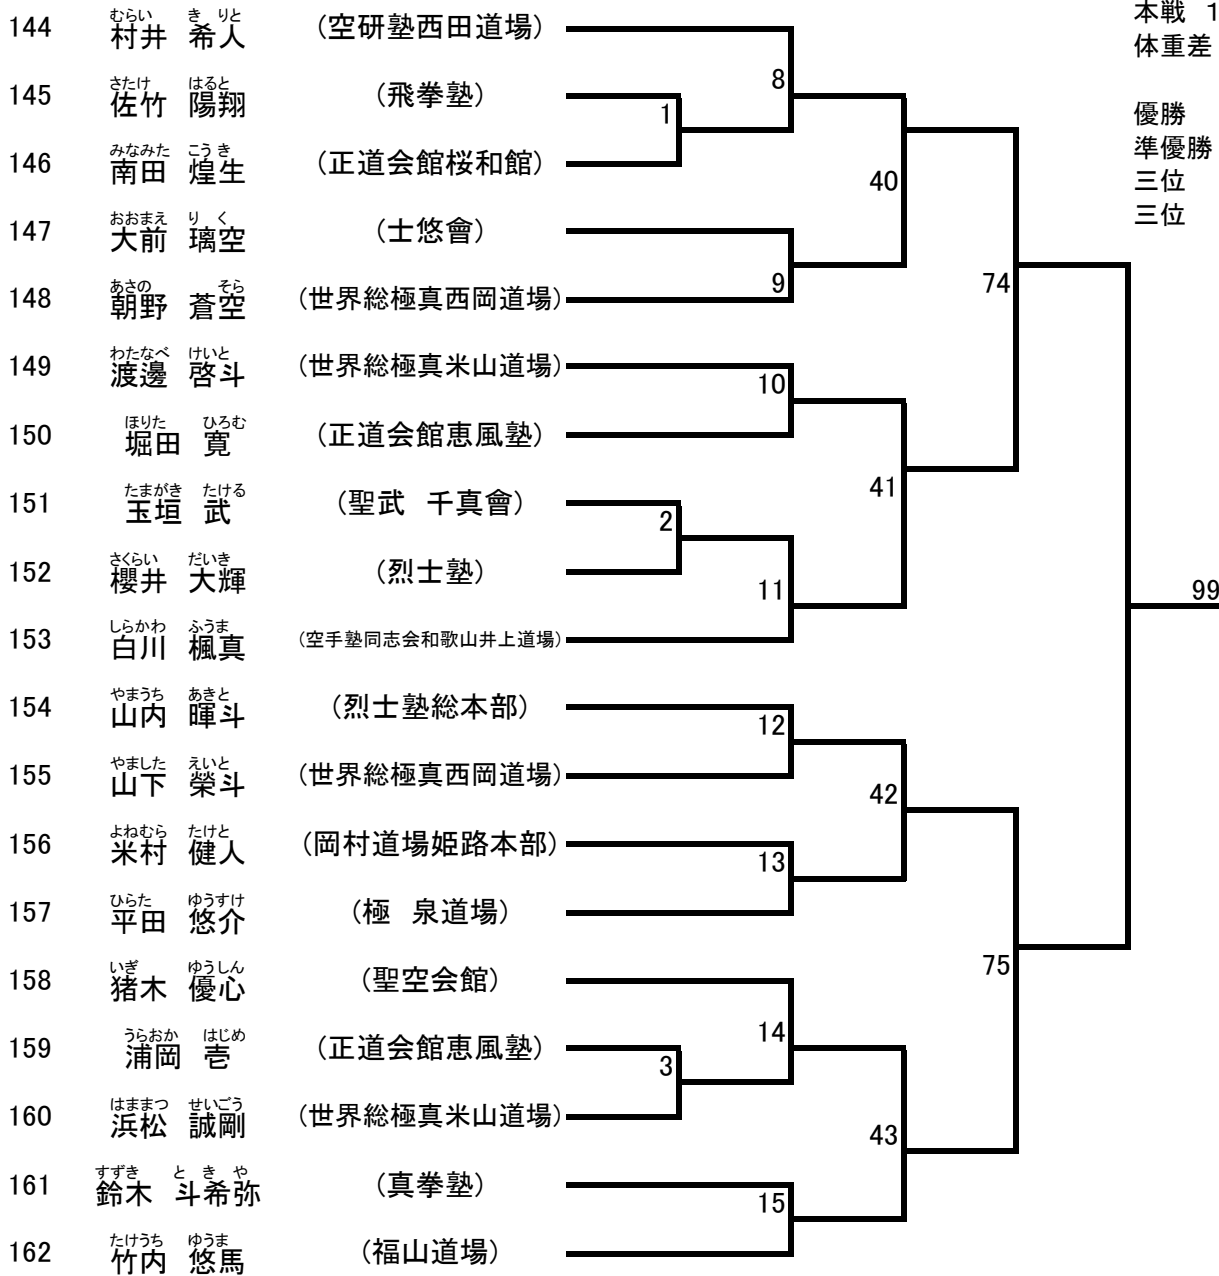 本戦 1
体重差
優勝
準優勝
三位
三位
むらい きりと
144 村井 希人 （空研塾西田道場）
8
さたけ はると
145 佐竹 陽翔 （飛拳塾）
1
みなみた こうき
146 南田 煌生 （正道会館桜和館）
40
おおまえ りく
147 大前 璃空 （士悠會）
9
74
あさの そら
148 朝野 蒼空 （世界総極真西岡道場）
わたなべ けいと
149 渡邊 啓斗 （世界総極真米山道場）
10
ほりた ひろむ
150 堀田 寛 （正道会館恵風塾）
41
たまがき たける
151 玉垣 武 （聖武 千真會）
2
さくらい だいき
152 櫻井 大輝 （烈士塾）
11
99
しらかわ ふうま
153 白川 楓真 （空手塾同志会和歌山井上道場）
やまうち あきと
154 山内 暉斗 （烈士塾総本部）
12
やました えいと
155 山下 榮斗 （世界総極真西岡道場）
42
よねむら たけと
156 米村 健人 （岡村道場姫路本部）
13
ひらた ゆうすけ
157 平田 悠介 （極 泉道場）
75
いぎ ゆうしん
158 猪木 優心 （聖空会館）
14
うらおか はじめ
159 浦岡 壱 （正道会館恵風塾）
3
はままつ せいごう
160 浜松 誠剛 （世界総極真米山道場）
43
すずき ときや
161 鈴木 斗希弥 （真拳塾）
15
たけうち ゆうま
162 竹内 悠馬 （福山道場）